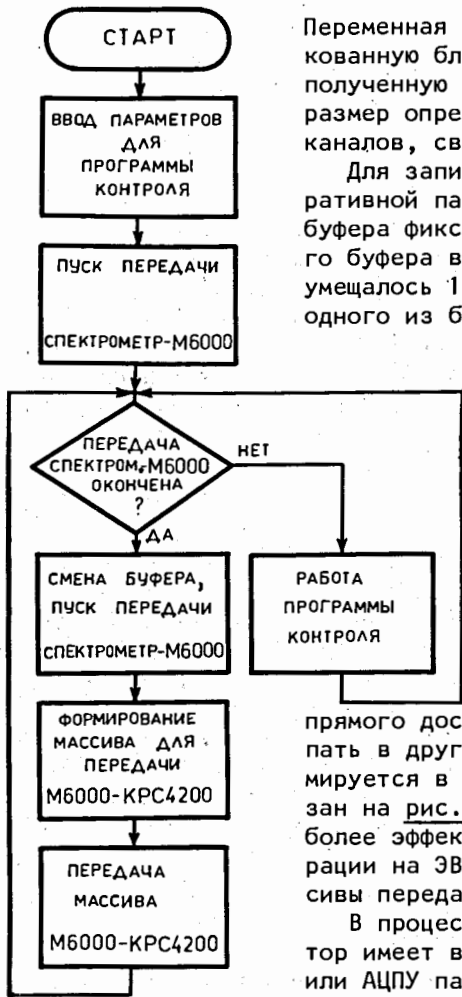 СТАРТ
ВВОД ПАРАМЕТРОВ
ДЛЯ
ПРОГРАММЫ
КОНТРОЛЯ
ПУСК ПЕРЕДАЧИ
СПЕКТРОМЕТР-М6000
ПЕРЕДАЧА
СПЕКТРОМ.-М6000
ОКОНЧЕНА
?
НЕТ
ДА
СМЕНА БУФЕРА,
ПУСК ПЕРЕДАЧИ
СПЕКТРОМЕТР-М6000
РАБОТА
ПРОГРАММЫ
КОНТРОЛЯ
ФОРМИРОВАНИЕ
МАССИВА ДЛЯ
ПЕРЕДАЧИ
М6000-КРС4200
ПЕРЕДАЧА
МАССИВА
М6000-КРС4200
Переменная
кованную бл
полученную
размер опре
каналов, св
Для запи
ративной па
буфера фикс
го буфера в
умещалось 1
одного из б
прямого дос
пать в друг
мируется в
зан на рис.
более эффек
рации на ЭВ
сивы переда
В процес
тор имеет в
или АЦПУ па